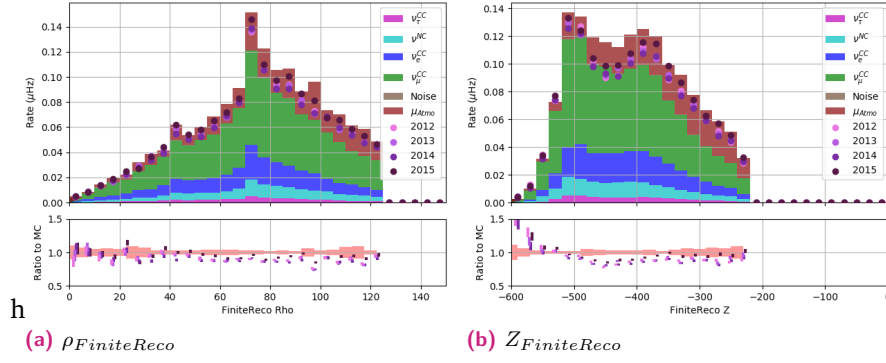 0.14
0.12
0.10
0.08
0.06
0.04
0.02
0.00
Rate (μHz)
ν_τ^CC
ν^NC
ν_e^CC
ν_μ^CC
Noise
μ_Atmo
2012
2013
2014
2015
1.5
1.0
0.5
Ratio to MC
0 20 40 60 80 100 120 140
FiniteReco Rho
0.14
0.12
0.10
0.08
0.06
0.04
0.02
0.00
Rate (μHz)
ν_τ^CC
ν^NC
ν_e^CC
ν_μ^CC
Noise
μ_Atmo
2012
2013
2014
2015
1.5
1.0
0.5
Ratio to MC
−600 −500 −400 −300 −200 −100 0
FiniteReco Z
h
(a) ρ_FiniteReco
(b) Z_FiniteReco